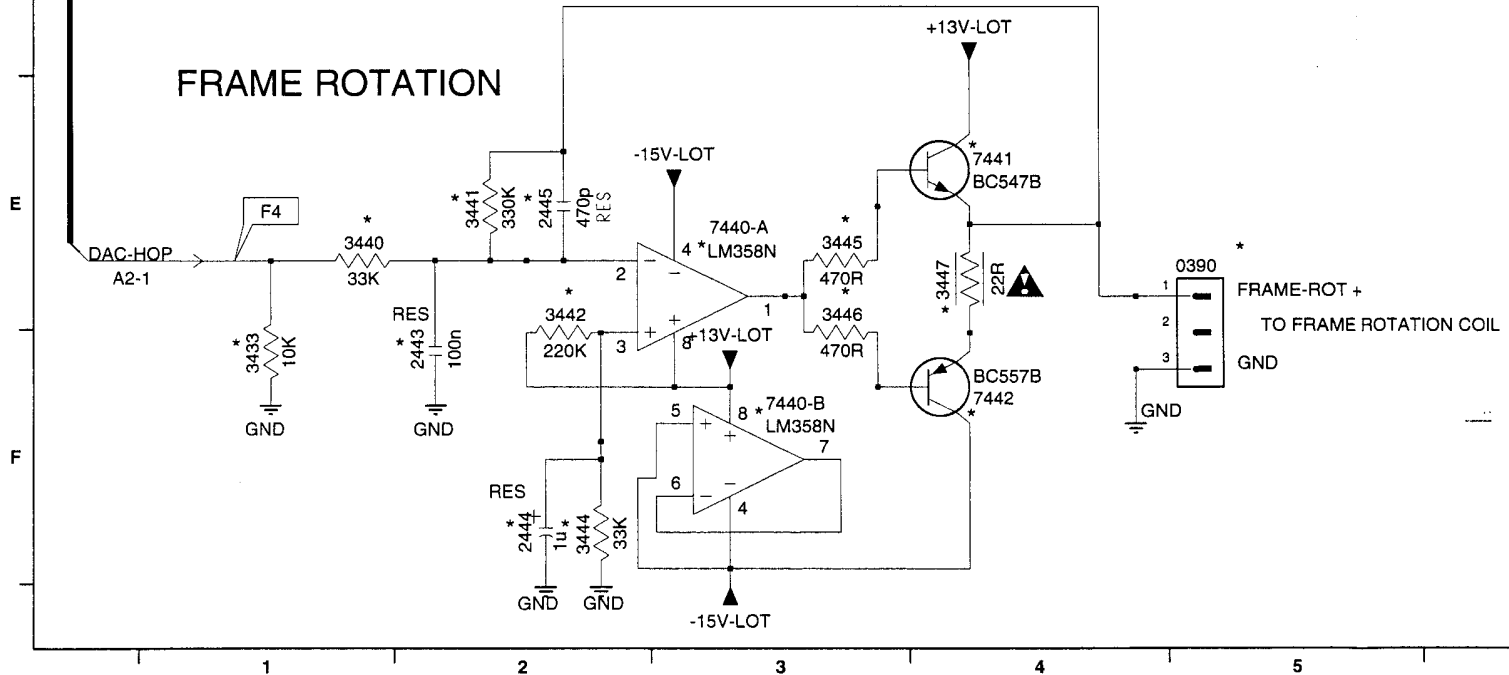 FRAME ROTATION
+13V-LOT
-15V-LOT
*
7441
BC547B
E
F4
* 3441 330K
* 2445 470p
RES
7440-A
* LM358N
4
DAC-HOP
A2-1
*
3440
33K
2
*
3445
470R
*
3446
470R
1
* 3447 22R
*
0390
1 FRAME-ROT +
2 TO FRAME ROTATION COIL
3 GND
RES
* 2443 100n
* 3433 10K
*
3442
220K
3
8
+13V-LOT
BC557B
7442
*
GND
GND
GND
5
8
* 7440-B
LM358N
7
F
6
4
RES
* 2444 1u
+
* 3444 33K
GND
GND
-15V-LOT
1 2 3 4 5